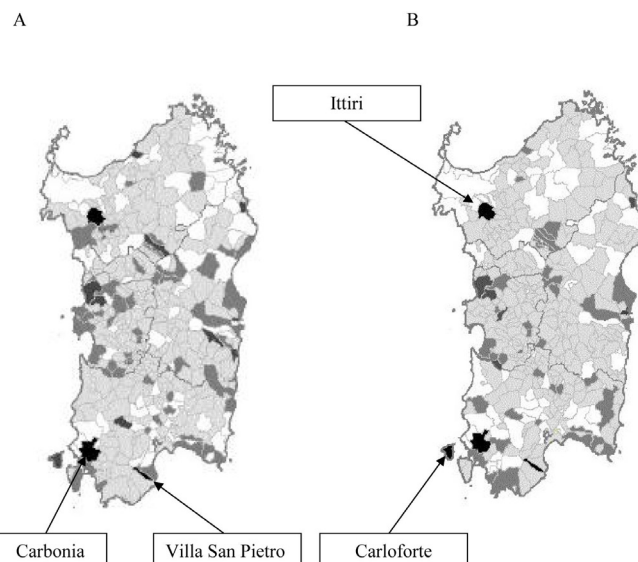 A
B
Ittiri
Carbonia
Villa San Pietro
Carloforte